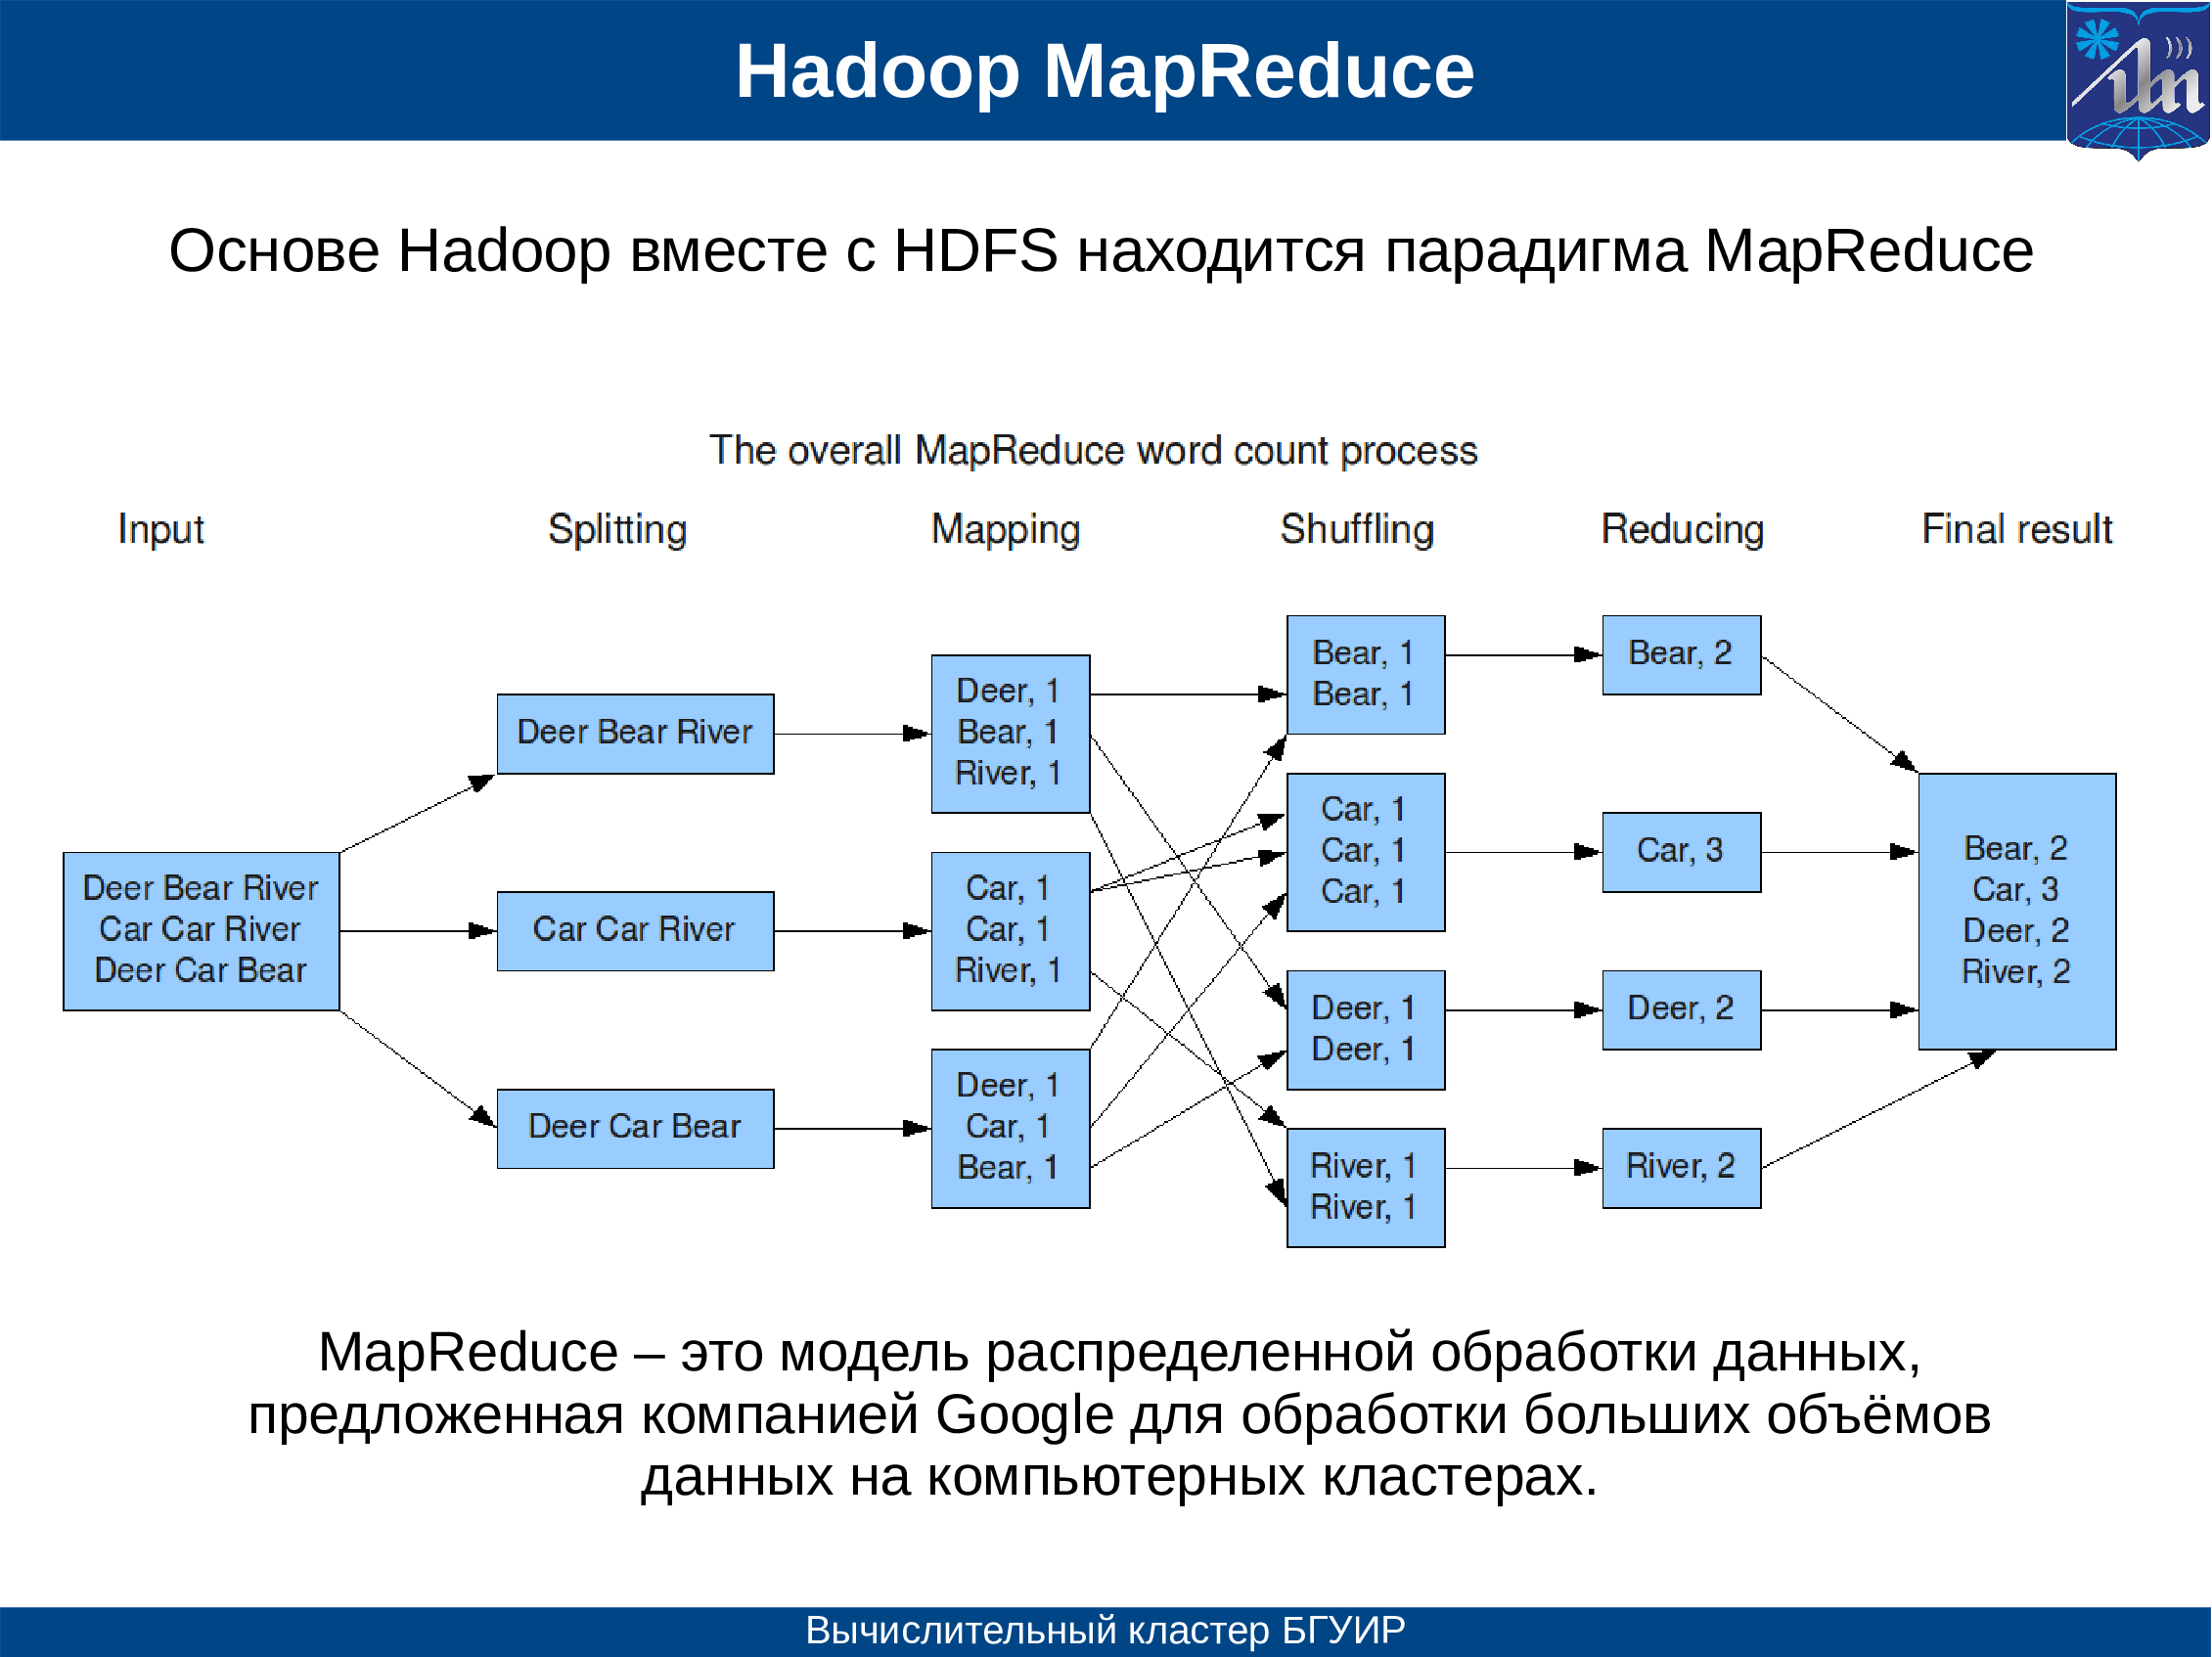 Hadoop MapReduce
Основе Hadoop вместе с HDFS находится парадигма MapReduce
The overall MapReduce word count process
Input
Splitting
Mapping
Shuffling
Reducing
Final result
Deer Bear River
Car Car River
Deer Car Bear
Deer Bear River
Car Car River
Deer Car Bear
Deer, 1
Bear, 1
River, 1
Car, 1
Car, 1
River, 1
Deer, 1
Car, 1
Bear, 1
Bear, 1
Bear, 1
Car, 1
Car, 1
Car, 1
Deer, 1
Deer, 1
River, 1
River, 1
Bear, 2
Car, 3
Deer, 2
River, 2
Bear, 2
Car, 3
Deer, 2
River, 2
MapReduce – это модель распределенной обработки данных,
предложенная компанией Google для обработки больших объёмов
данных на компьютерных кластерах.
Вычислительный кластер БГУИР